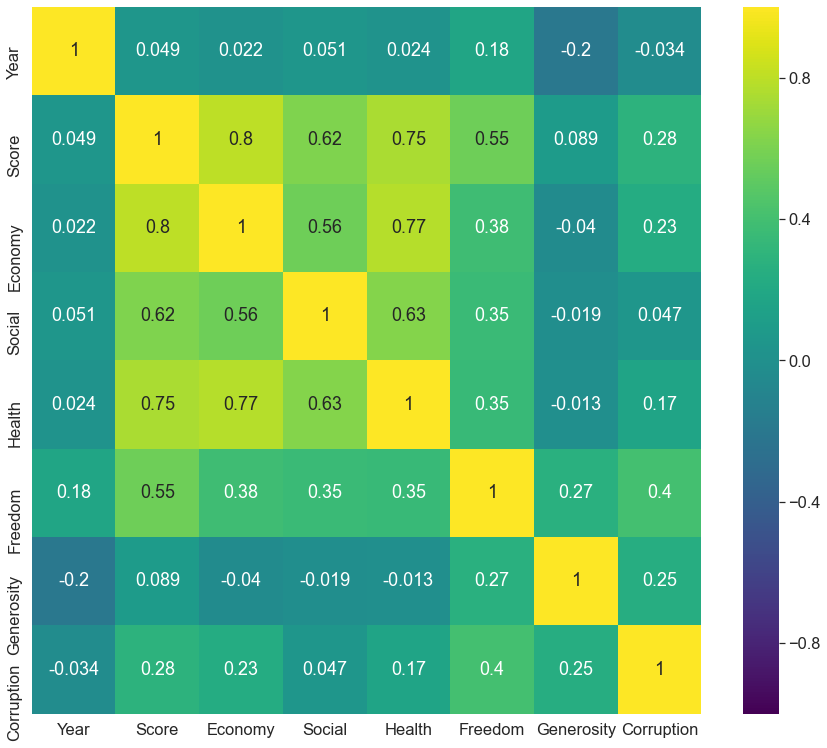 Year 1 0.049 0.022 0.051 0.024 0.18 -0.2 -0.034
Score 0.049 1 0.8 0.62 0.75 0.55 0.089 0.28
Economy 0.022 0.8 1 0.56 0.77 0.38 -0.04 0.23
Social 0.051 0.62 0.56 1 0.63 0.35 -0.019 0.047
Health 0.024 0.75 0.77 0.63 1 0.35 -0.013 0.17
Freedom 0.18 0.55 0.38 0.35 0.35 1 0.27 0.4
Generosity -0.2 0.089 -0.04 -0.019 -0.013 0.27 1 0.25
Corruption -0.034 0.28 0.23 0.047 0.17 0.4 0.25 1
Year Score Economy Social Health Freedom Generosity Corruption
0.8
0.4
0.0
−0.4
−0.8